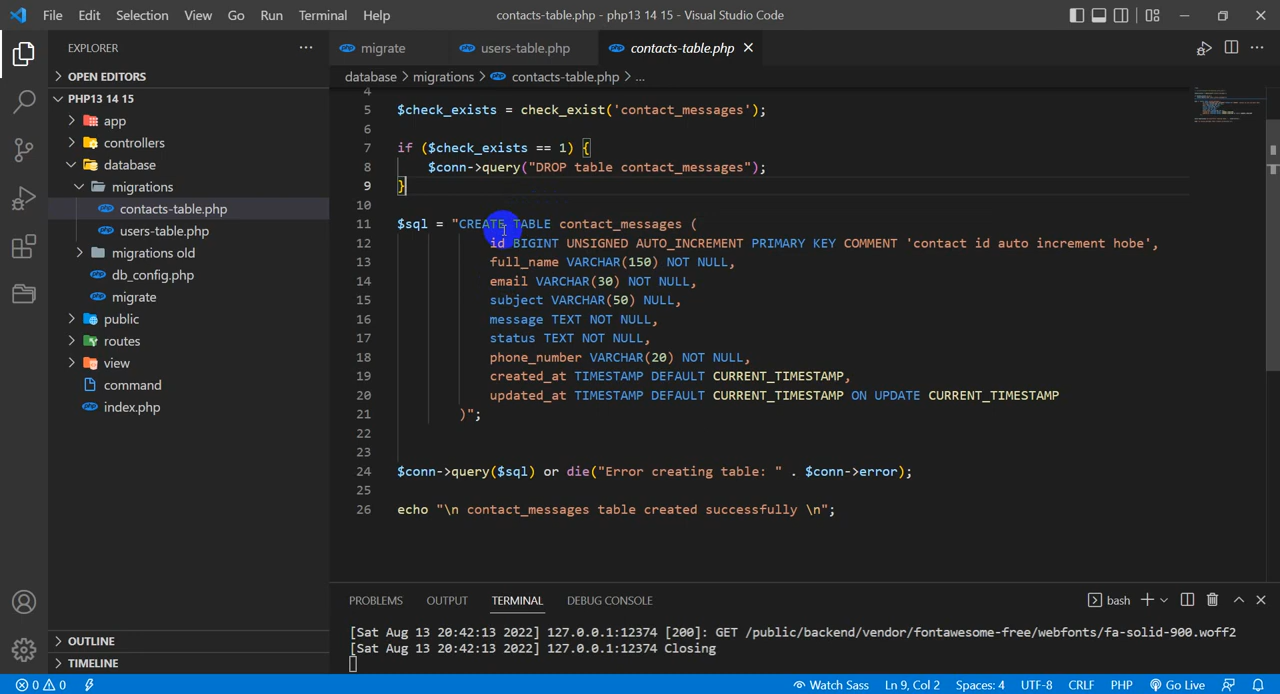 File Edit Selection View Go Run Terminal Help contacts-table.php - php13 14 15 - Visual Studio Code
EXPLORER
migrate users-table.php contacts-table.php
OPEN EDITORS
database > migrations > contacts-table.php > ...
PHP13 14 15
app
controllers
database
migrations
contacts-table.php
users-table.php
migrations old
db_config.php
migrate
public
routes
view
command
index.php
OUTLINE
TIMELINE
4
5 $check_exists = check_exist('contact_messages');
6
7 if ($check_exists == 1) {
8 $conn->query("DROP table contact_messages");
9 }
10
11 $sql = "CREATE TABLE contact_messages (
12 id BIGINT UNSIGNED AUTO_INCREMENT PRIMARY KEY COMMENT 'contact id auto increment hobe',
13 full_name VARCHAR(150) NOT NULL,
14 email VARCHAR(30) NOT NULL,
15 subject VARCHAR(50) NULL,
16 message TEXT NOT NULL,
17 status TEXT NOT NULL,
18 phone_number VARCHAR(20) NOT NULL,
19 created_at TIMESTAMP DEFAULT CURRENT_TIMESTAMP,
20 updated_at TIMESTAMP DEFAULT CURRENT_TIMESTAMP ON UPDATE CURRENT_TIMESTAMP
21 )";
22
23
24 $conn->query($sql) or die("Error creating table: " . $conn->error);
25
26 echo "\n contact_messages table created successfully \n";
PROBLEMS OUTPUT TERMINAL DEBUG CONSOLE bash
[Sat Aug 13 20:42:13 2022] 127.0.0.1:12374 [200]: GET /public/backend/vendor/fontawesome-free/webfonts/fa-solid-900.woff2
[Sat Aug 13 20:42:13 2022] 127.0.0.1:12374 Closing
0 0 Watch Sass Ln 9, Col 2 Spaces: 4 UTF-8 CRLF PHP Go Live